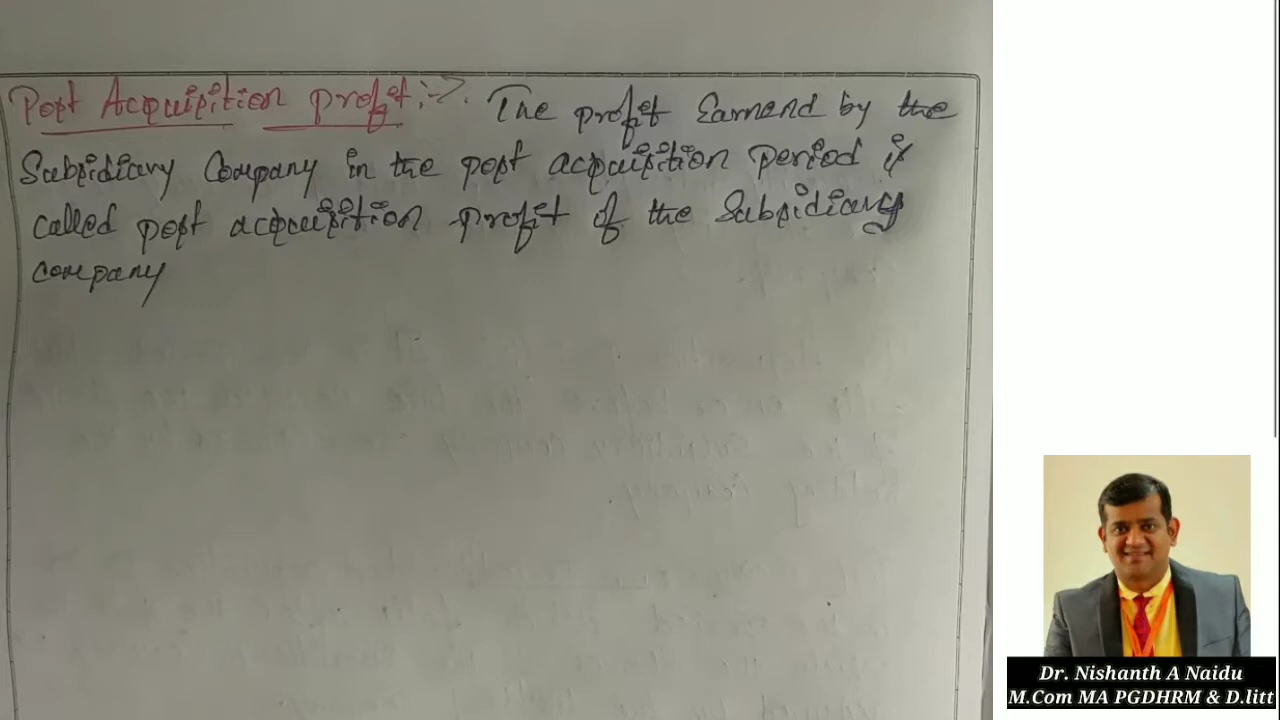 Post Acquisition profit :->. The profit Earnend by the
Subsidiary Company in the post acquisition period is
called post acquisition profit of the Subsidiary
company
Dr. Nishanth A Naidu
M.Com MA PGDHRM & D.litt